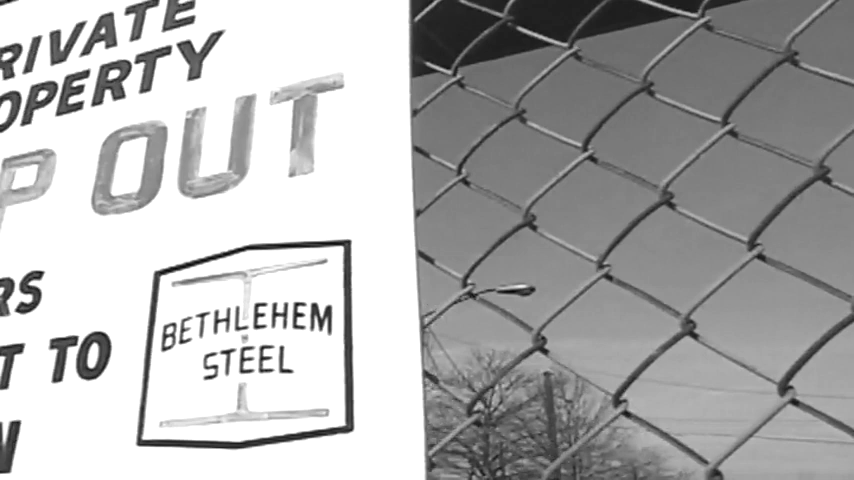 RIVATE
OPERTY
P OUT
RS
T TO
N
BETHLEHEM
STEEL